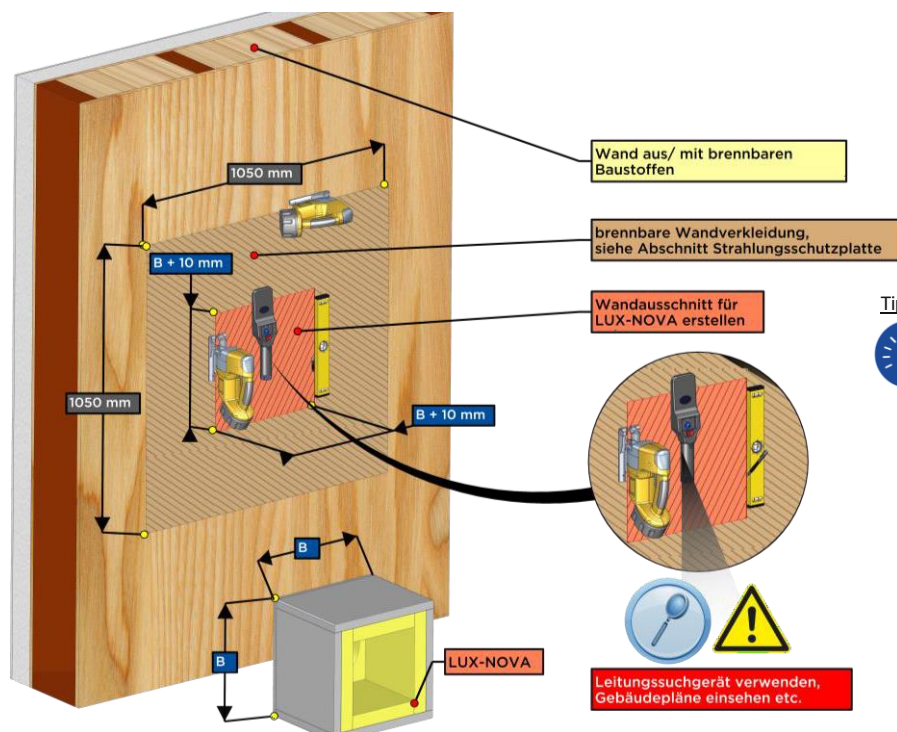 Wand aus/ mit brennbaren
Baustoffen
1050 mm
brennbare Wandverkleidung,
siehe Abschnitt Strahlungsschutzplatte
B + 10 mm
Wandausschnitt für
LUX-NOVA erstellen
Tip
1050 mm
B + 10 mm
B
B
LUX-NOVA
Leitungssuchgerät verwenden,
Gebäudepläne einsehen etc.